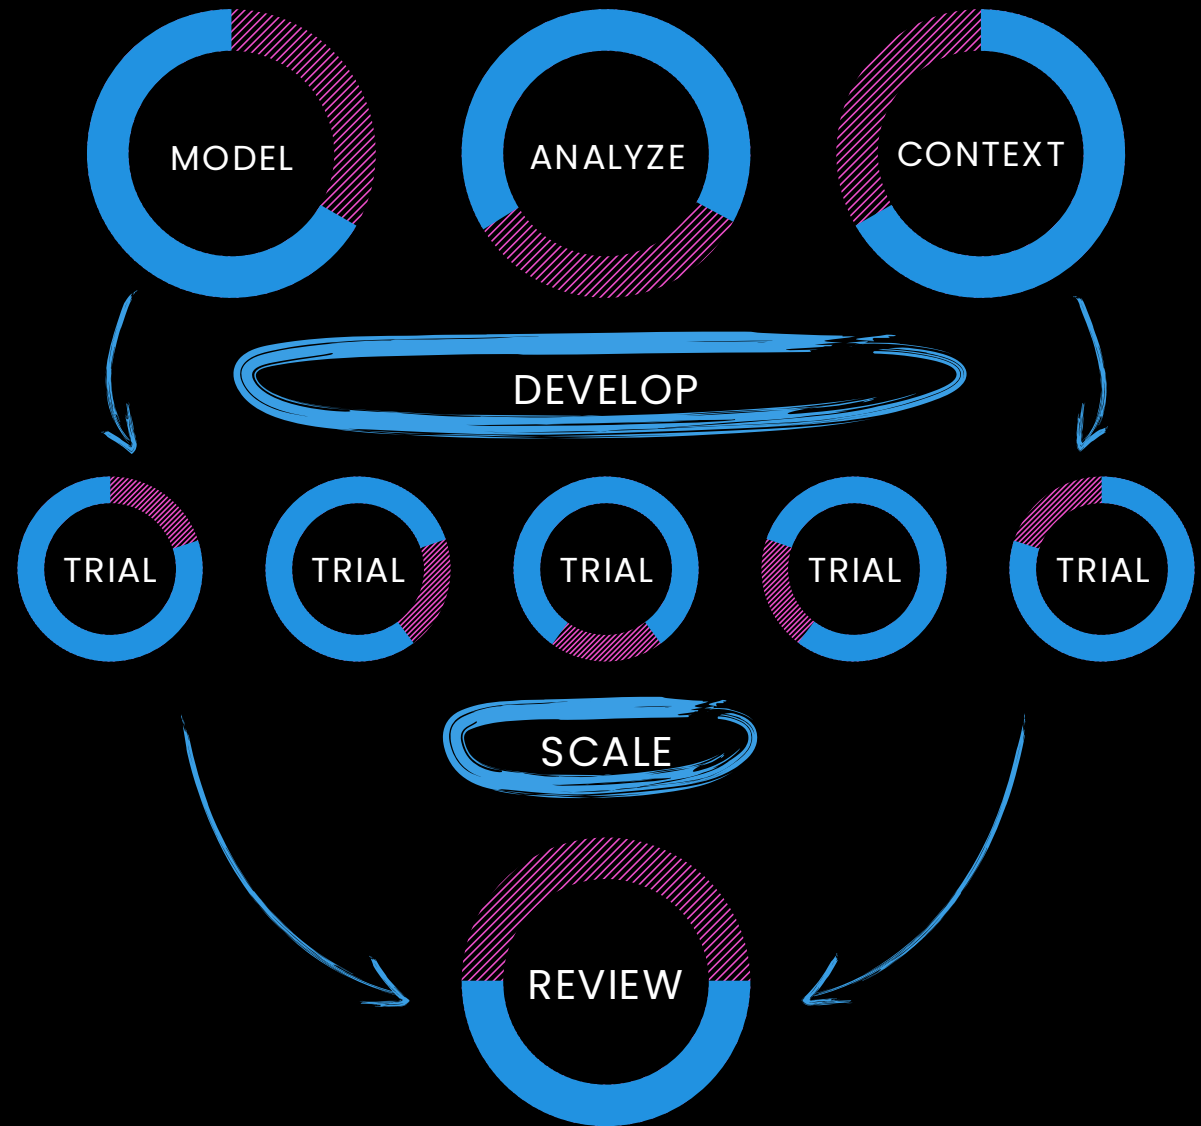 MODEL
ANALYZE
CONTEXT
DEVELOP
TRIAL
TRIAL
TRIAL
TRIAL
TRIAL
SCALE
REVIEW